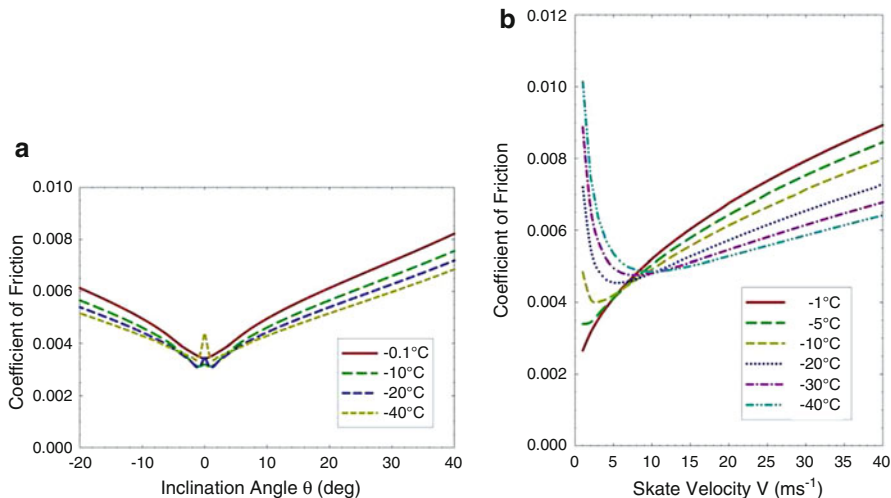 a
Coefficient of Friction
0.010
0.008
0.006
0.004
0.002
0.000
-20 -10 0 10 20 30 40
Inclination Angle θ (deg)
-0.1°C
-10°C
-20°C
-40°C
b
Coefficient of Friction
0.012
0.010
0.008
0.006
0.004
0.002
0.000
0 5 10 15 20 25 30 35 40
Skate Velocity V (ms-1)
-1°C
-5°C
-10°C
-20°C
-30°C
-40°C